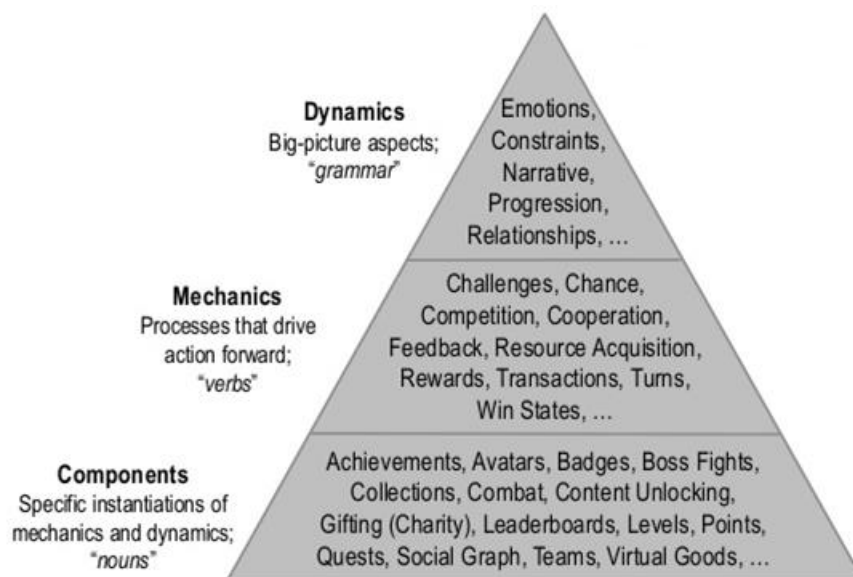 Dynamics
Big-picture aspects;
“grammar”
Emotions,
Constraints,
Narrative,
Progression,
Relationships, …
Mechanics
Processes that drive
action forward;
“verbs”
Challenges, Chance,
Competition, Cooperation,
Feedback, Resource Acquisition,
Rewards, Transactions, Turns,
Win States, …
Components
Specific instantiations of
mechanics and dynamics;
“nouns”
Achievements, Avatars, Badges, Boss Fights,
Collections, Combat, Content Unlocking,
Gifting (Charity), Leaderboards, Levels, Points,
Quests, Social Graph, Teams, Virtual Goods, …